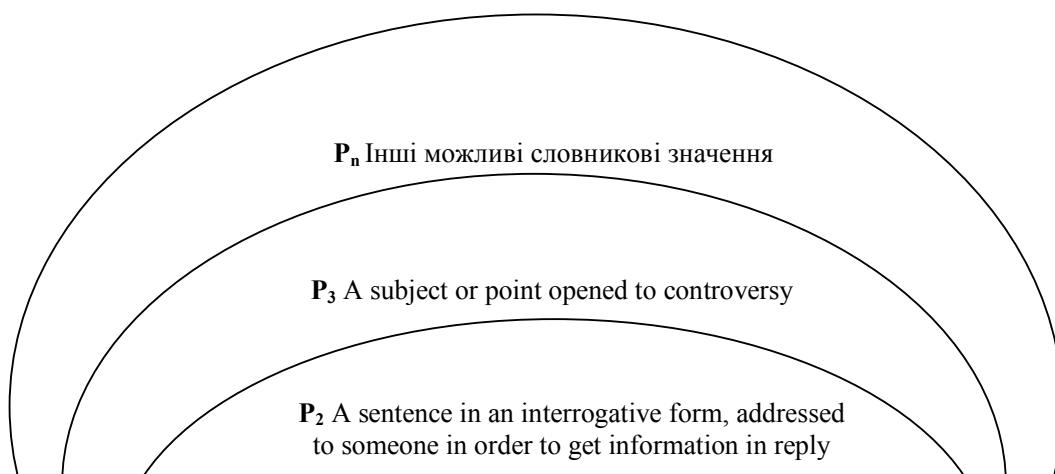 Pn Інші можливі словникові значення
P3 A subject or point opened to controversy
P2 A sentence in an interrogative form, addressed
to someone in order to get information in reply